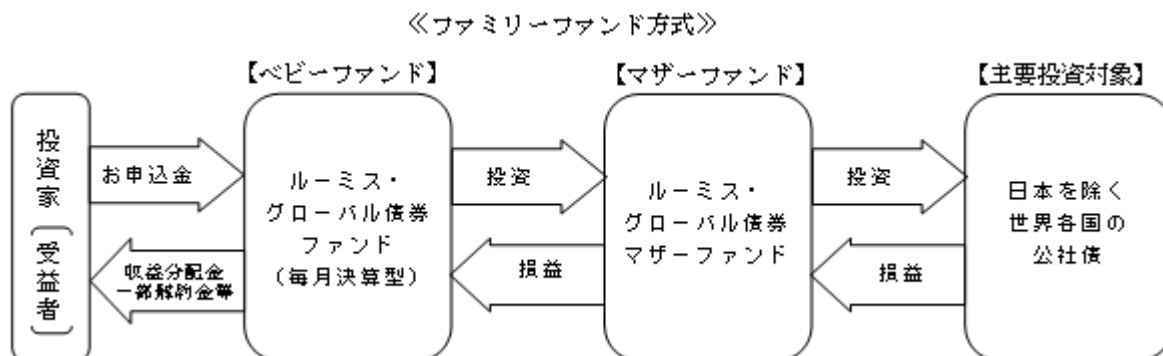 ≪ファミリーファンド方式≫
【ベビーファンド】
【マザーファンド】
【主要投資対象】
投資家
〔受益者〕
お申込金
収益分配金
一部解約金等
ルーミス・
グローバル債券
ファンド
（毎月決算型）
投資
損益
ルーミス・
グローバル債券
マザーファンド
投資
損益
日本を除く
世界各国の
公社債